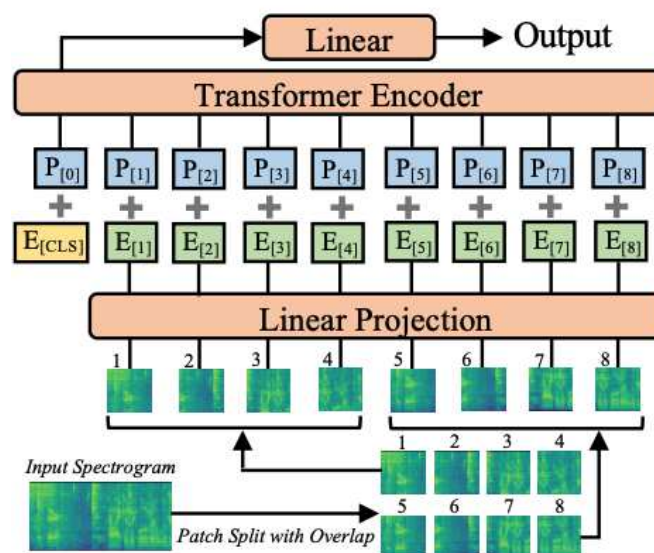 Linear Output
Transformer Encoder
P[0] P[1] P[2] P[3] P[4] P[5] P[6] P[7] P[8]
+ + + + + + + + +
E[CLS] E[1] E[2] E[3] E[4] E[5] E[6] E[7] E[8]
Linear Projection
1 2 3 4 5 6 7 8
1 2 3 4
Input Spectrogram
5 6 7 8
Patch Split with Overlap